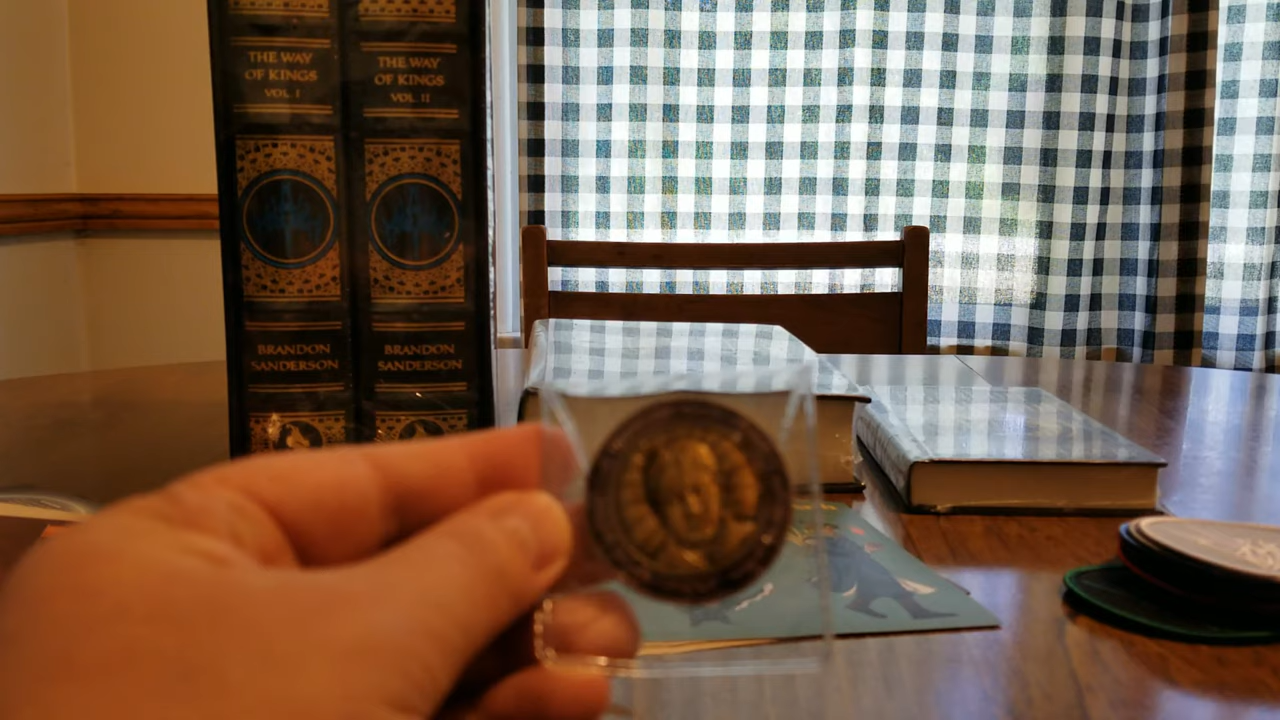 THE WAY
OF KINGS
VOL. I
BRANDON
SANDERSON
THE WAY
OF KINGS
VOL. II
BRANDON
SANDERSON